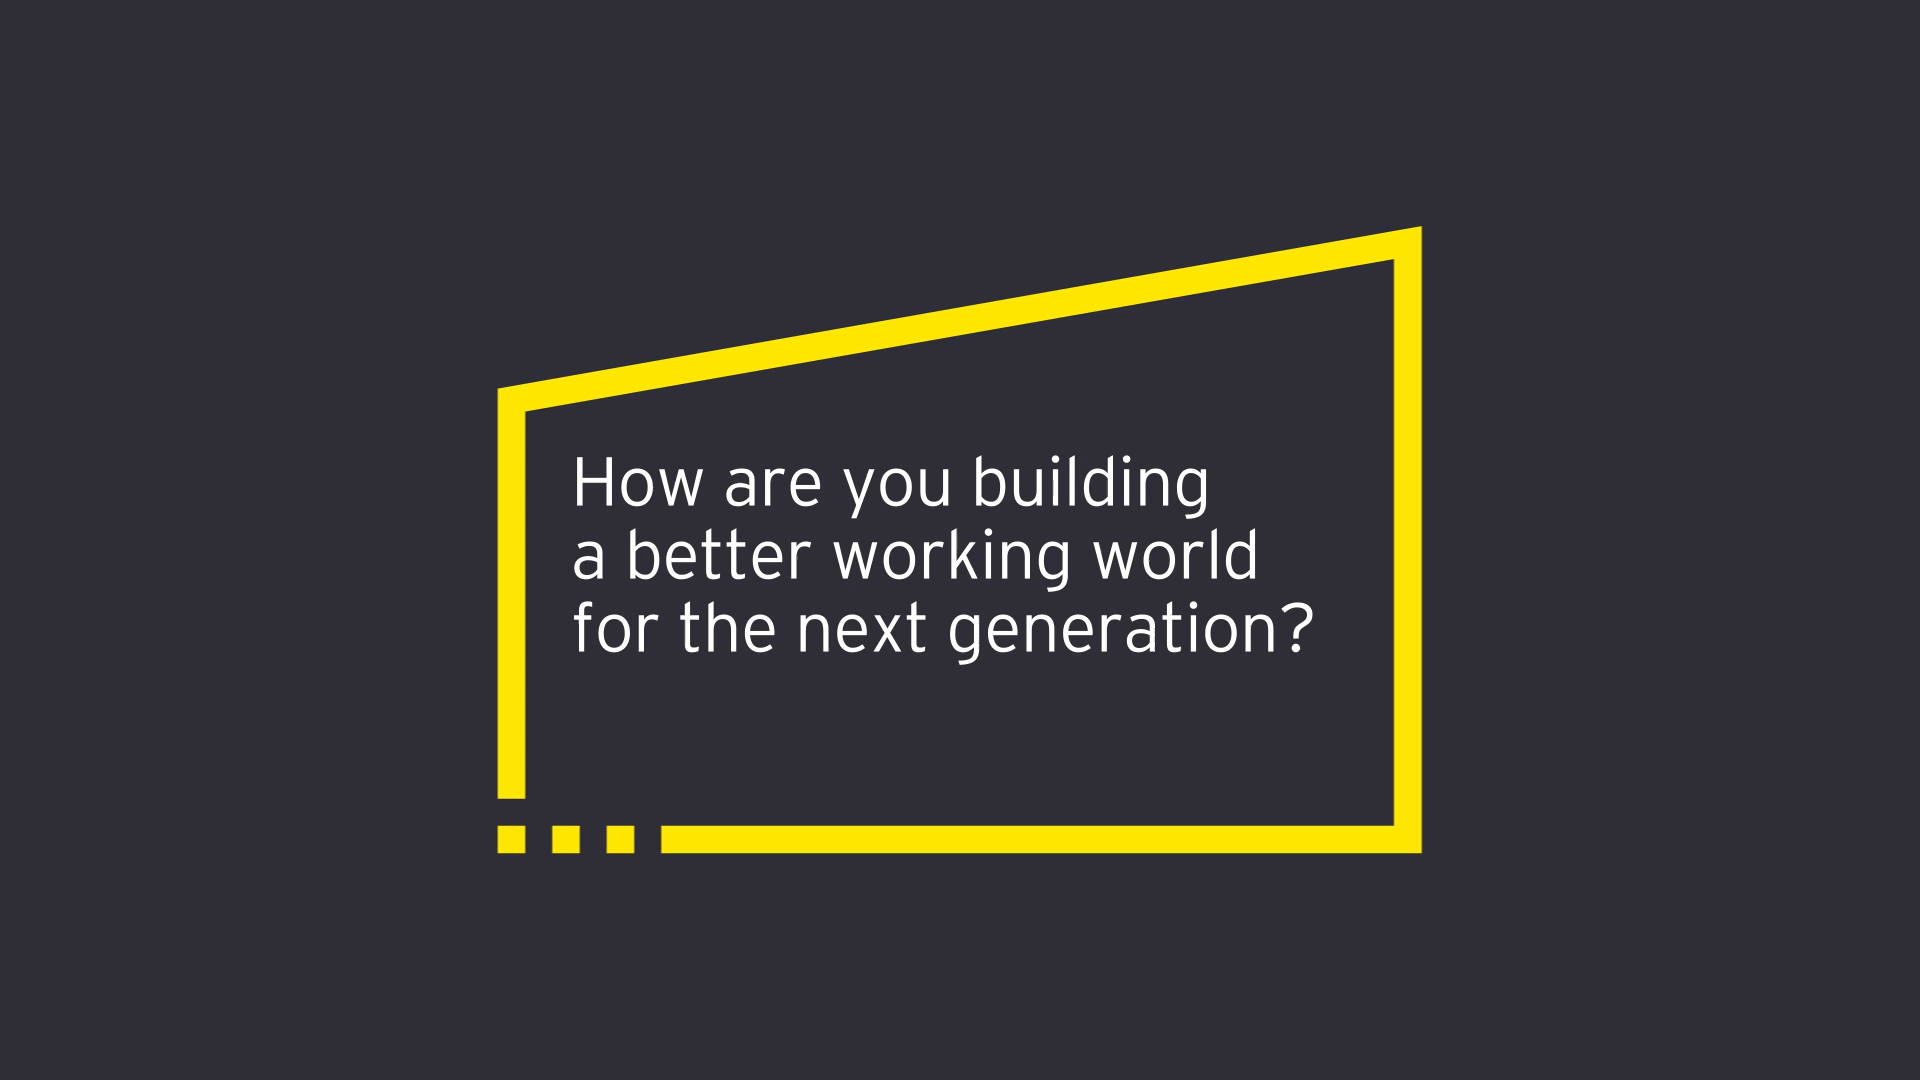 How are you building
a better working world
for the next generation?